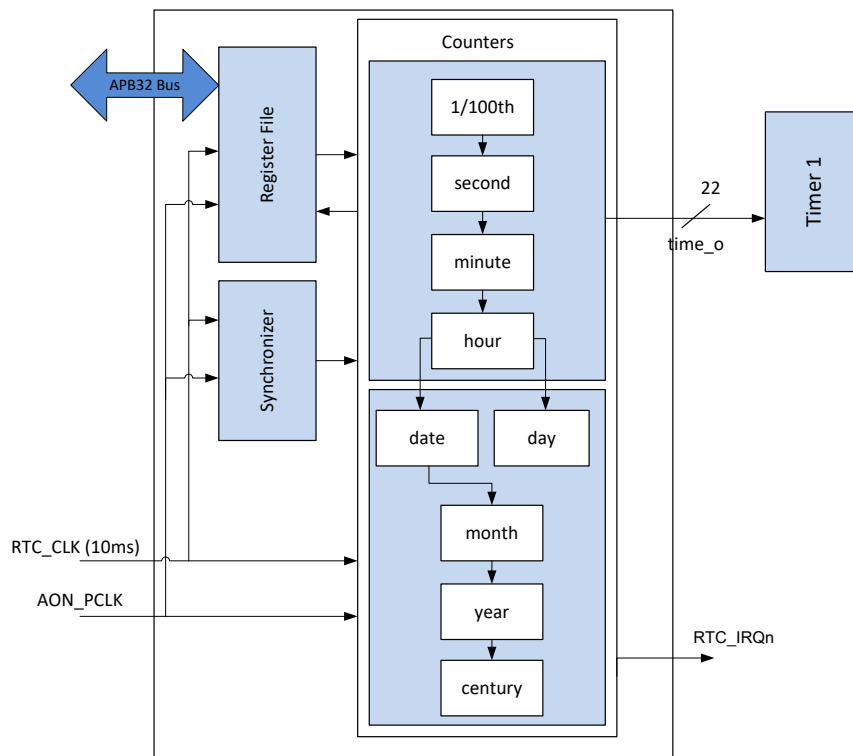 Counters
APB32 Bus
Register File
1/100th
second
minute
hour
22
time_o
Timer 1
Synchronizer
date
day
month
year
century
RTC_CLK (10ms)
AON_PCLK
RTC_IRQn